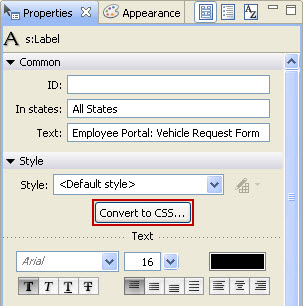 Properties Appearance
A s:Label
Common
ID:
In states: All States
Text: Employee Portal: Vehicle Request Form
Style
Style: <Default style>
Convert to CSS...
Text
Arial 16
T T T T